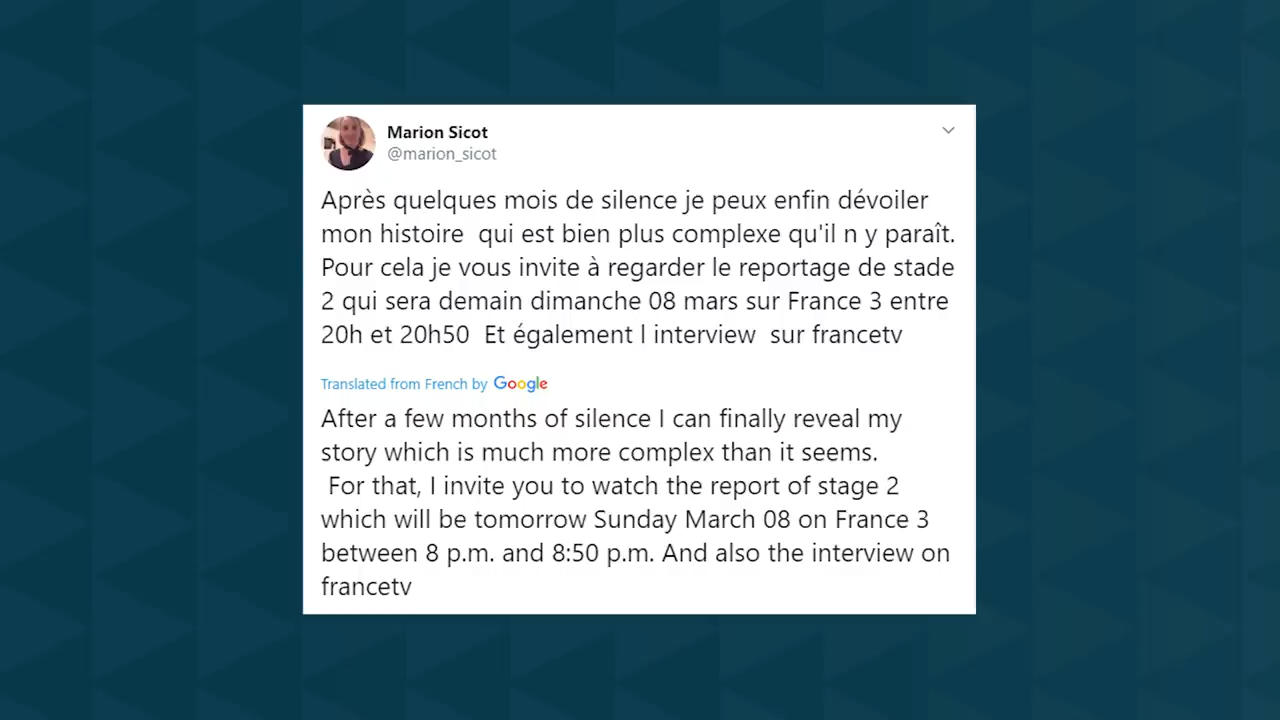 Marion Sicot
@marion_sicot
Après quelques mois de silence je peux enfin dévoiler
mon histoire  qui est bien plus complexe qu'il n y paraît.
Pour cela je vous invite à regarder le reportage de stade
2 qui sera demain dimanche 08 mars sur France 3 entre
20h et 20h50  Et également l interview  sur francetv
Translated from French by Google
After a few months of silence I can finally reveal my
story which is much more complex than it seems.
For that, I invite you to watch the report of stage 2
which will be tomorrow Sunday March 08 on France 3
between 8 p.m. and 8:50 p.m. And also the interview on
francetv